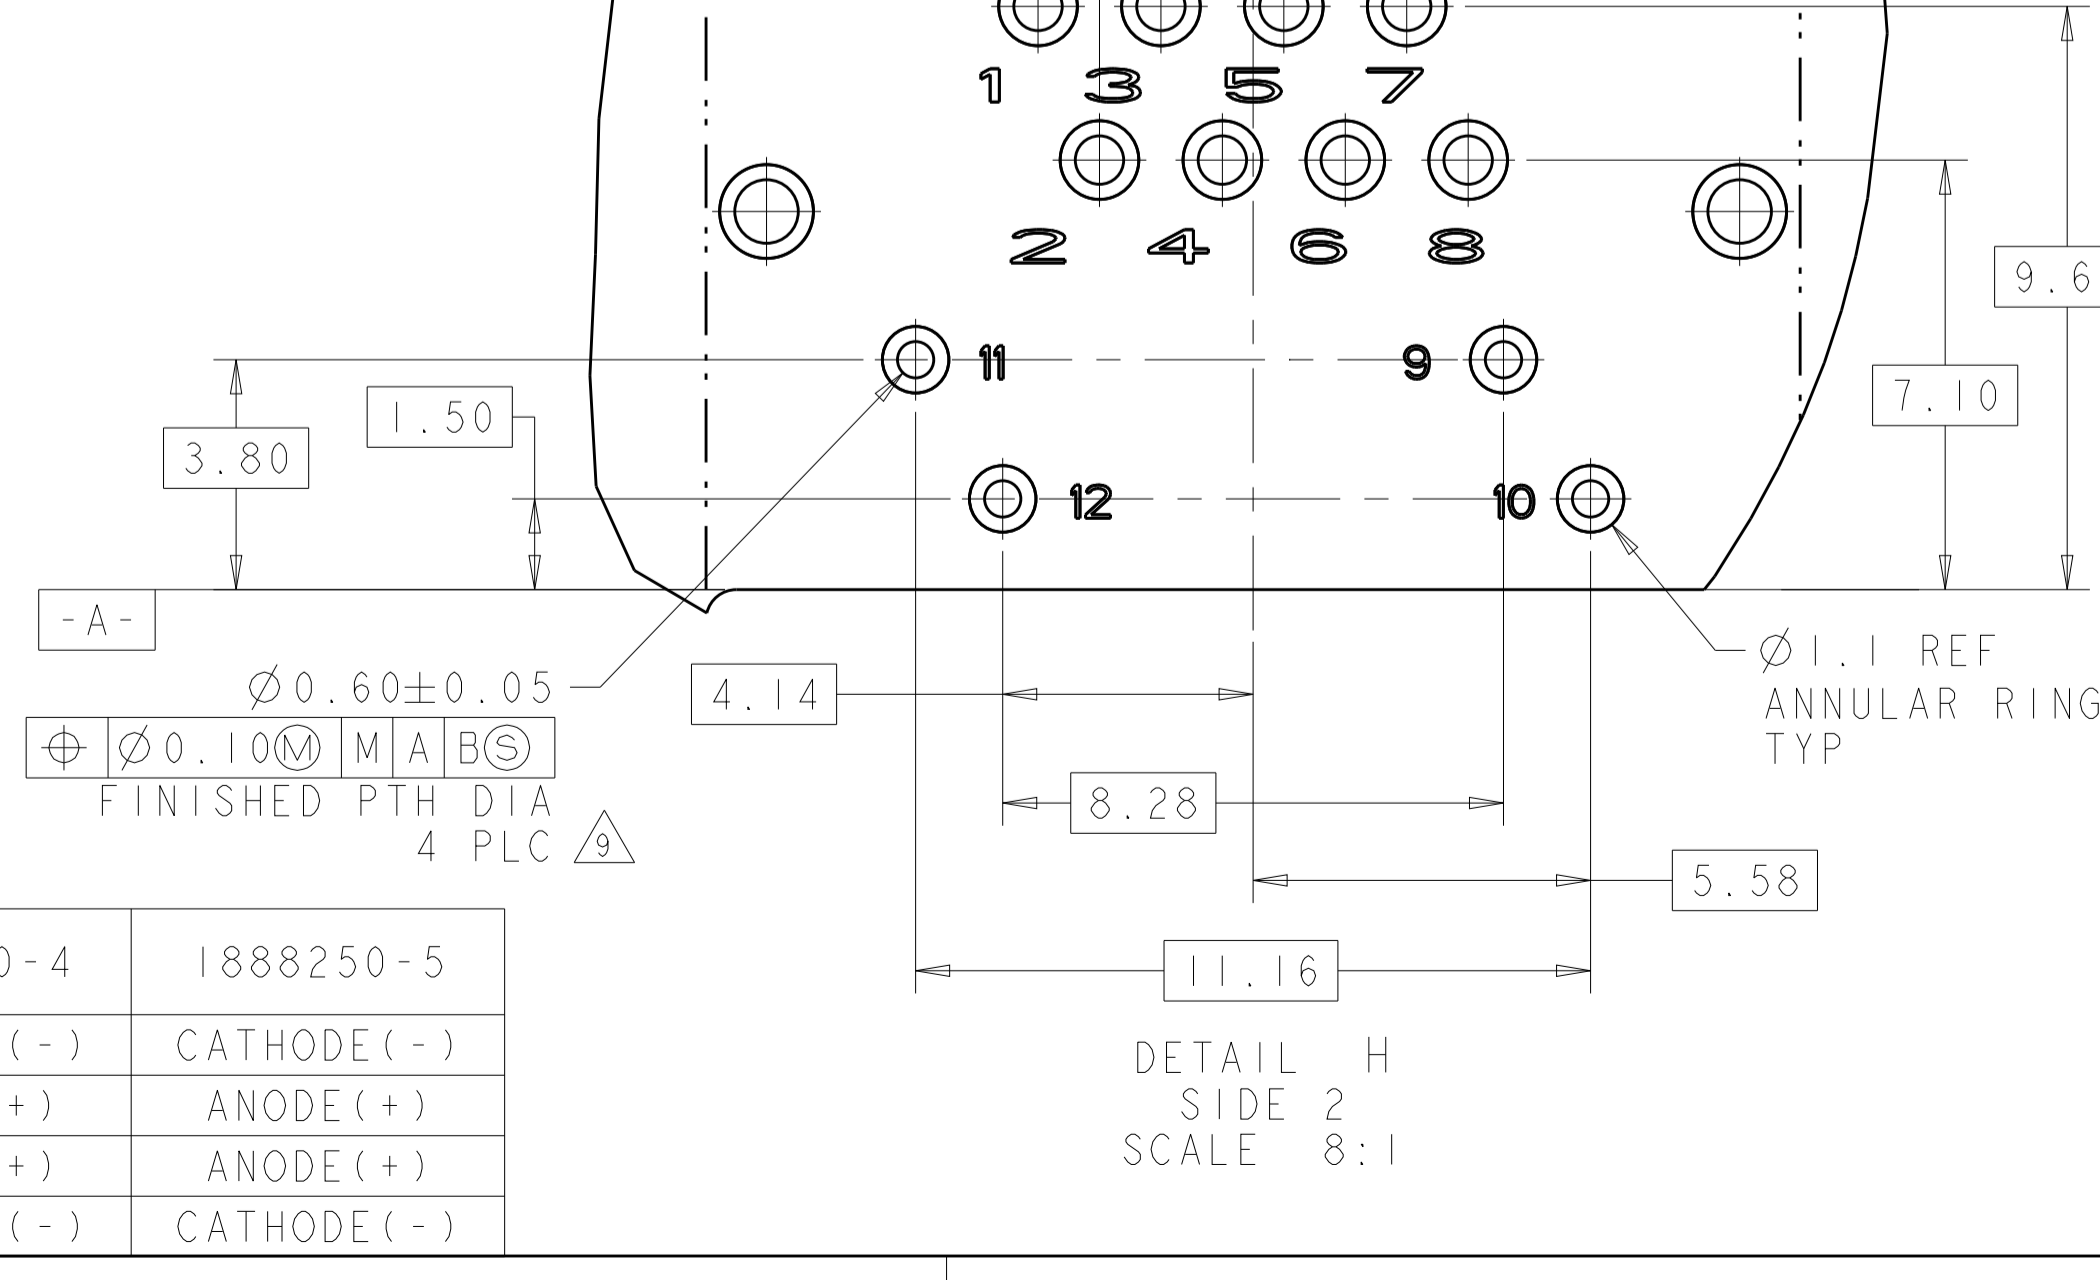 1 3 5 7
2 4 6 8
9.6
11 9
7.10
1.50
3.80
12 10
-A-
Ø0.60±0.05
⌖ Ø0.10Ⓜ M A BⓈ
FINISHED PTH DIA
4 PLC 9
4.14
Ø1.1 REF
ANNULAR RING
TYP
8.28
5.58
11.16
0-4 1888250-5
(-) CATHODE(-)
+) ANODE(+)
+) ANODE(+)
(-) CATHODE(-)
DETAIL H
SIDE 2
SCALE 8:1